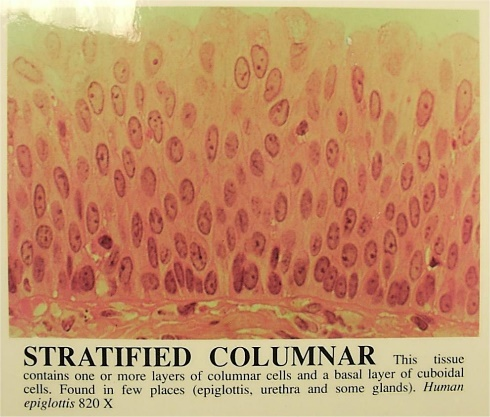 STRATIFIED COLUMNAR This tissue
contains one or more layers of columnar cells and a basal layer of cuboidal
cells. Found in few places (epiglottis, urethra and some glands). Human
epiglottis 820 X